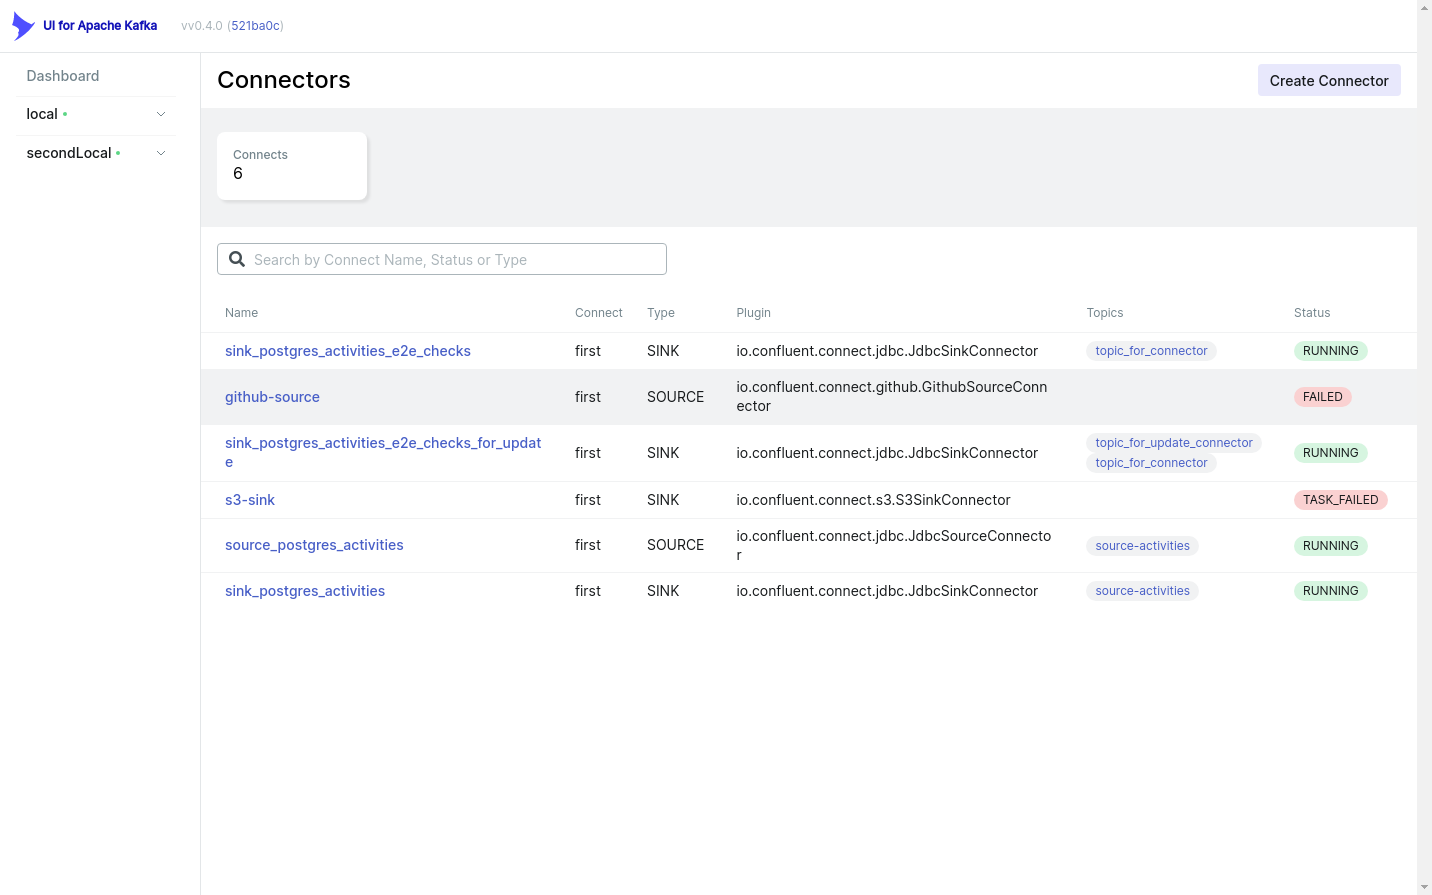 UI for Apache Kafka vv0.4.0 (521ba0c)
Dashboard
local
secondLocal
Connectors
Create Connector
Connects
6
Search by Connect Name, Status or Type
Name Connect Type Plugin Topics Status
sink_postgres_activities_e2e_checks first SINK io.confluent.connect.jdbc.JdbcSinkConnector topic_for_connector RUNNING
github-source first SOURCE io.confluent.connect.github.GithubSourceConn
ector FAILED
sink_postgres_activities_e2e_checks_for_updat
e first SINK io.confluent.connect.jdbc.JdbcSinkConnector topic_for_update_connector
topic_for_connector RUNNING
s3-sink first SINK io.confluent.connect.s3.S3SinkConnector TASK_FAILED
source_postgres_activities first SOURCE io.confluent.connect.jdbc.JdbcSourceConnecto
r source-activities RUNNING
sink_postgres_activities first SINK io.confluent.connect.jdbc.JdbcSinkConnector source-activities RUNNING